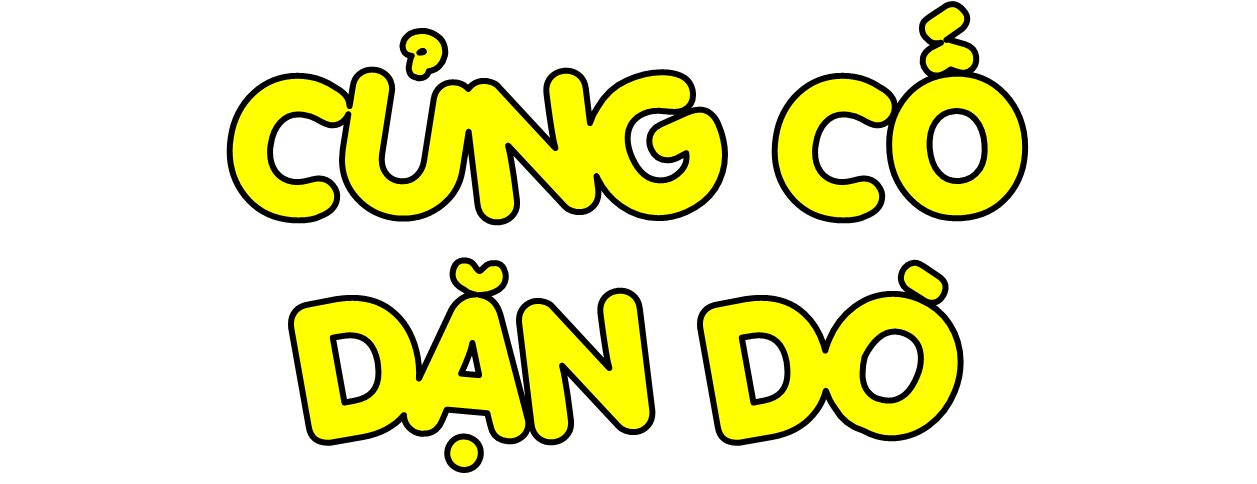 CỦNG CỐ
DẶN DÒ